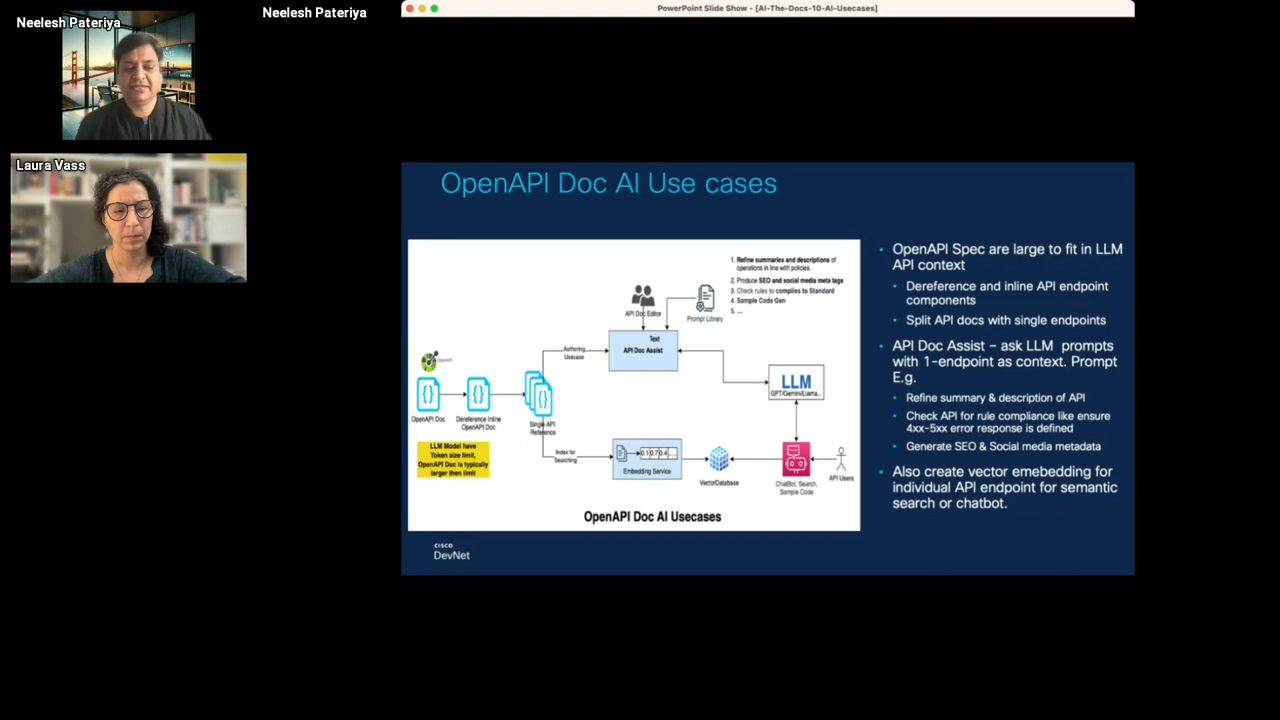 Neelesh Pateriya
Neelesh Pateriya
Laura Vass
PowerPoint Slide Show - [AI-The-Docs-10-AI-Usecases]
OpenAPI Doc AI Use cases
1. Refine summaries and descriptions of
operations in line with policies.
2. Produce SEO and social media meta tags
3. Check rules to complies to Standard
4. Sample Code Gen
5. ...
API Doc Editor
Prompt Library
Text
API Doc Assist
Authoring
Usecase
OpenAPI
LLM
GPT/Gemini/Llama...
OpenAPI Doc
Dereference Inline
OpenAPI Doc
Single API
Reference
LLM Model have
Token size limit,
OpenAPI Doc is typically
larger then limit
Index for
Searching
0.1 0.7 0.4 ...
Embedding Service
VectorDatabase
ChatBot, Search,
Sample Code
API Users
OpenAPI Doc AI Usecases
• OpenAPI Spec are large to fit in LLM
API context
• Dereference and inline API endpoint
components
• Split API docs with single endpoints
• API Doc Assist – ask LLM prompts
with 1-endpoint as context. Prompt
E.g.
• Refine summary & description of API
• Check API for rule compliance like ensure
4xx-5xx error response is defined
• Generate SEO & Social media metadata
• Also create vector emebedding for
individual API endpoint for semantic
search or chatbot.
CISCO
DevNet